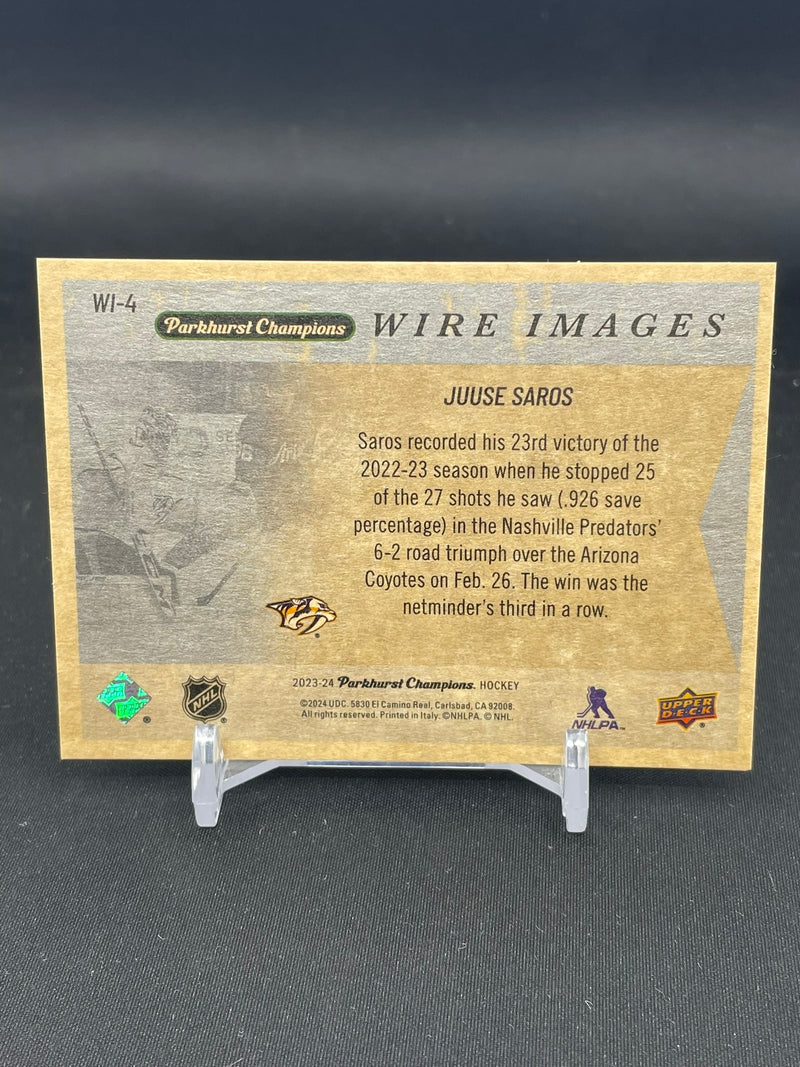 WI-4
Parkhurst Champions WIRE IMAGES
JUUSE SAROS
Saros recorded his 23rd victory of the
2022-23 season when he stopped 25
of the 27 shots he saw (.926 save
percentage) in the Nashville Predators'
6-2 road triumph over the Arizona
Coyotes on Feb. 26. The win was the
netminder's third in a row.
2023-24 Parkhurst Champions. HOCKEY
©2024 UDC. 5830 El Camino Real, Carlsbad, CA 92008.
All rights reserved. Printed in Italy. ©NHLPA. © NHL.
NHL ®
NHLPA™
UPPER DECK ®